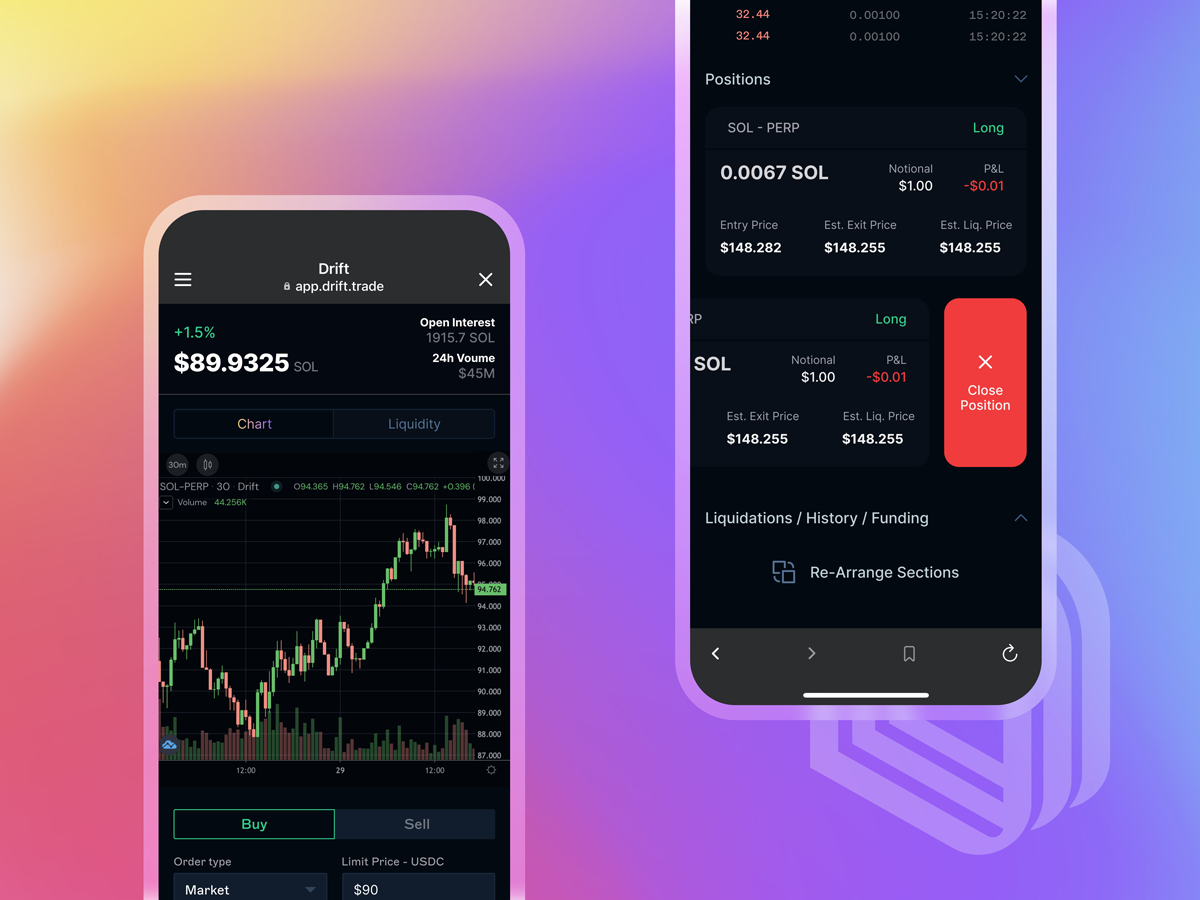 Drift
app.drift.trade
+1.5%
$89.9325 SOL
Open Interest
1915.7 SOL
24h Voume
$45M
Chart
Liquidity
30m
SOL-PERP · 30 · Drift
O94.365 H94.762 L94.546 C94.762 +0.396 (
Volume 44.256K
100.000
99.000
98.000
97.000
96.000
95.000
94.762
94.000
93.000
92.000
91.000
90.000
89.000
88.000
87.000
12:00
29
12:00
Buy
Sell
Order type
Limit Price - USDC
Market
$90
32.44 0.00100 15:20:22
32.44 0.00100 15:20:22
Positions
SOL - PERP
Long
0.0067 SOL
Notional
$1.00
P&L
-$0.01
Entry Price
$148.282
Est. Exit Price
$148.255
Est. Liq. Price
$148.255
RP
Long
SOL
Notional
$1.00
P&L
-$0.01
Est. Exit Price
$148.255
Est. Liq. Price
$148.255
Close
Position
Liquidations / History / Funding
Re-Arrange Sections